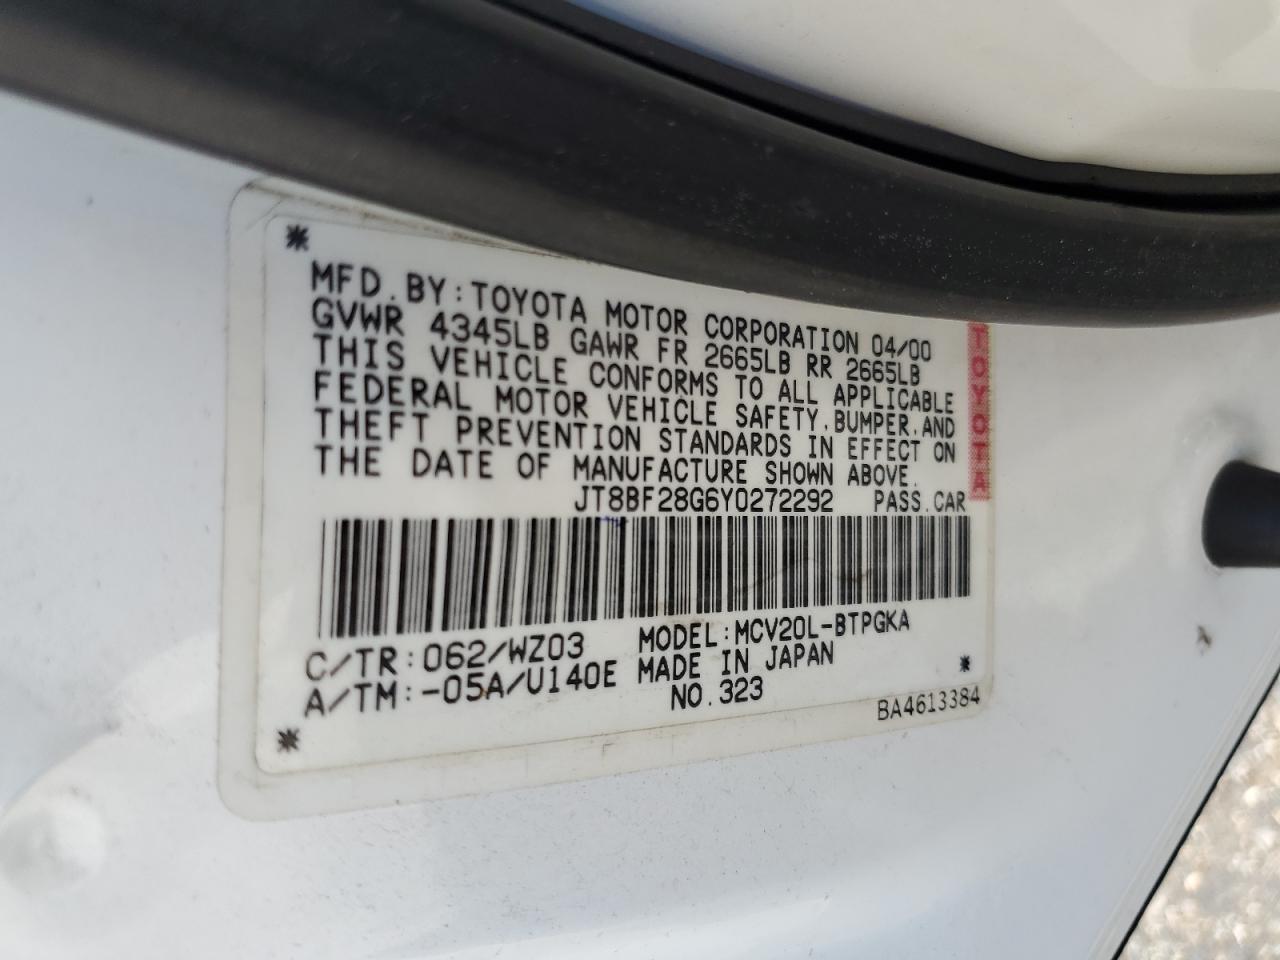 MFD. BY: TOYOTA MOTOR CORPORATION 04/00
GVWR 4345LB GAWR FR 2665LB RR 2665LB
THIS VEHICLE CONFORMS TO ALL APPLICABLE
FEDERAL MOTOR VEHICLE SAFETY, BUMPER, AND
THEFT PREVENTION STANDARDS IN EFFECT ON
THE DATE OF MANUFACTURE SHOWN ABOVE.
JT8BF28G6Y0272292 PASS. CAR
TOYOTA
C/TR: 062/WZ03 MODEL: MCV20L-BTPGKA
A/TM: -05A/U140E MADE IN JAPAN
NO. 323
BA4613384